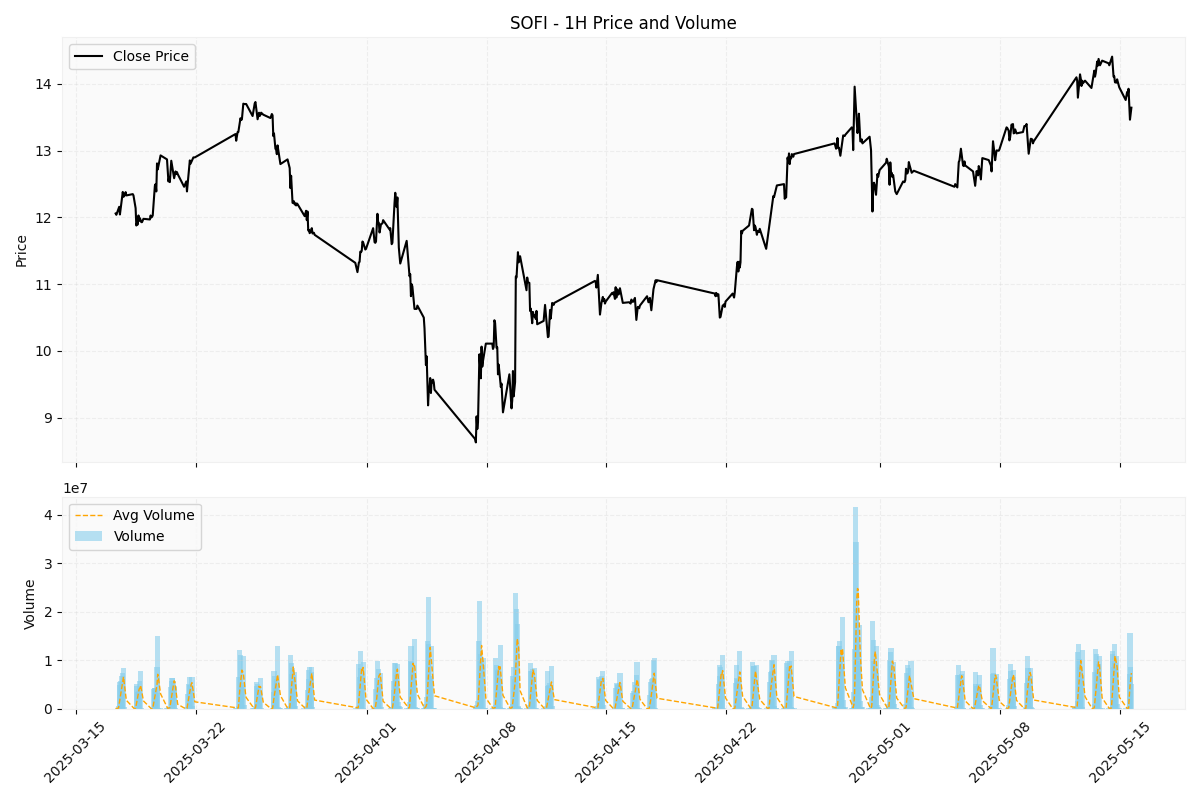 SOFI - 1H Price and Volume
Close Price
14
13
12
11
10
9
Price
1e7
Avg Volume
Volume
4
3
2
1
0
Volume
2025-03-15
2025-03-22
2025-04-01
2025-04-08
2025-04-15
2025-04-22
2025-05-01
2025-05-08
2025-05-15